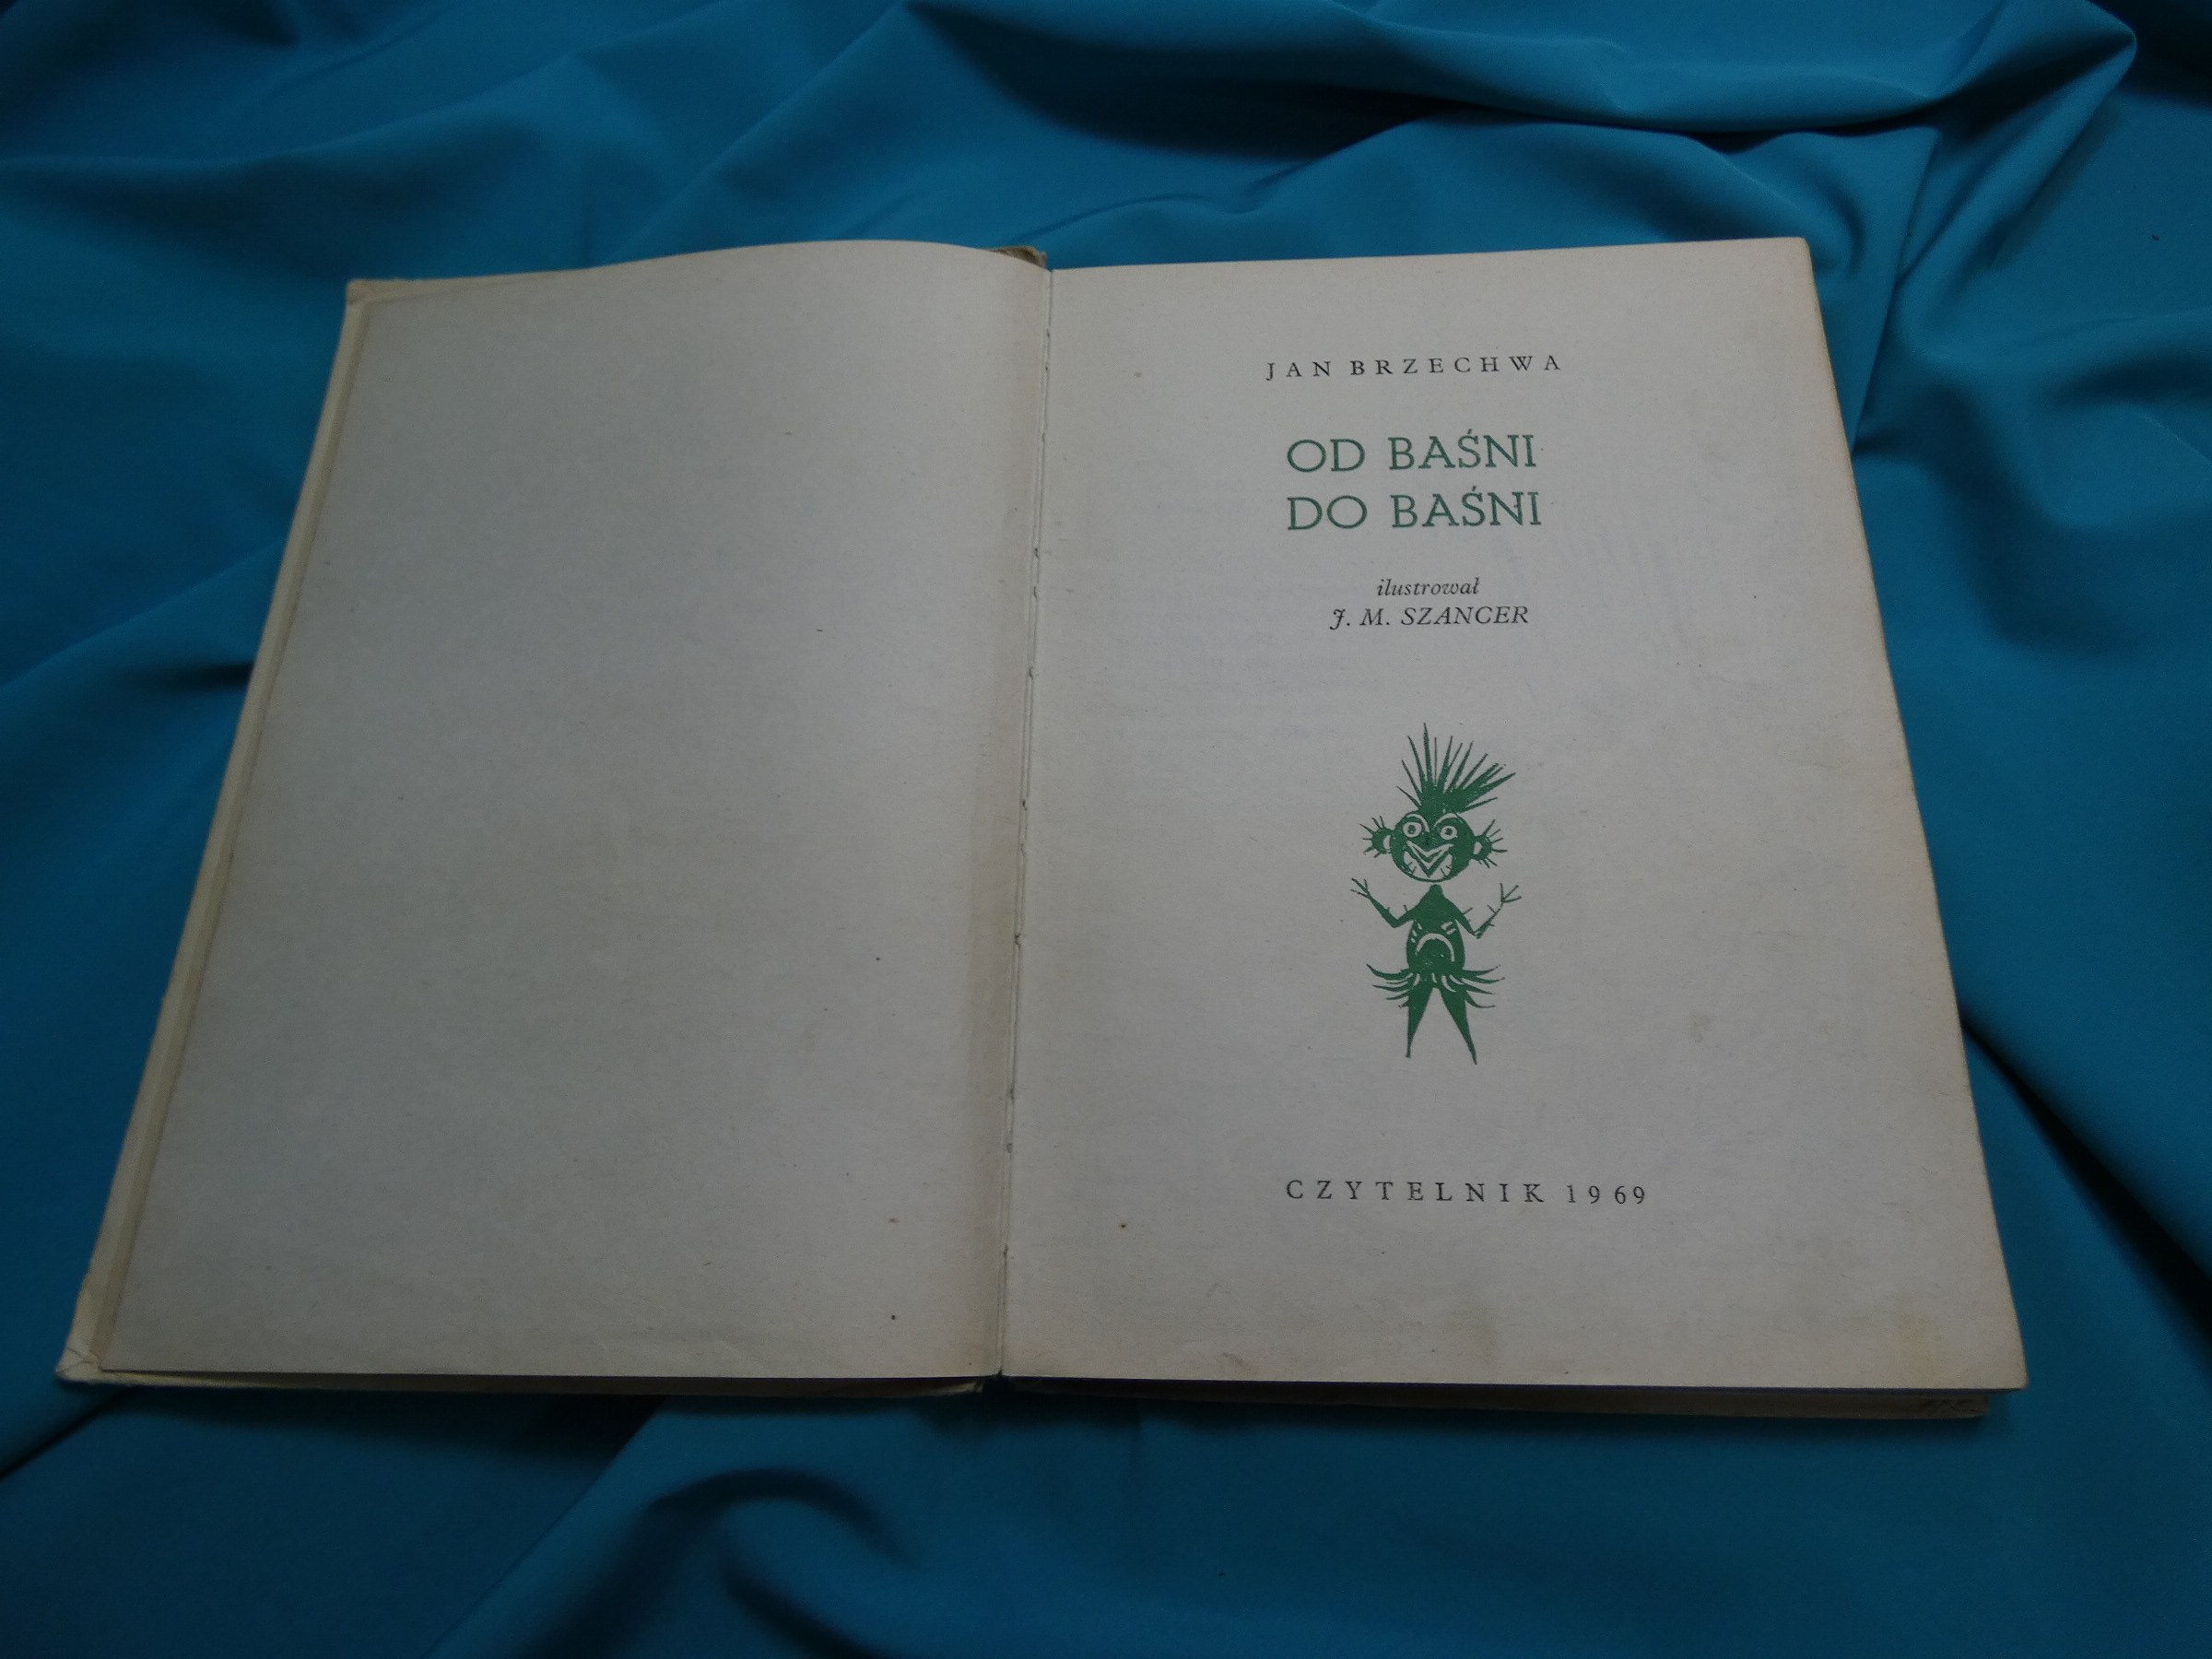 JAN BRZECHWA
OD BAŚNI
DO BAŚNI
ilustrował
J. M. SZANCER
CZYTELNIK 1969